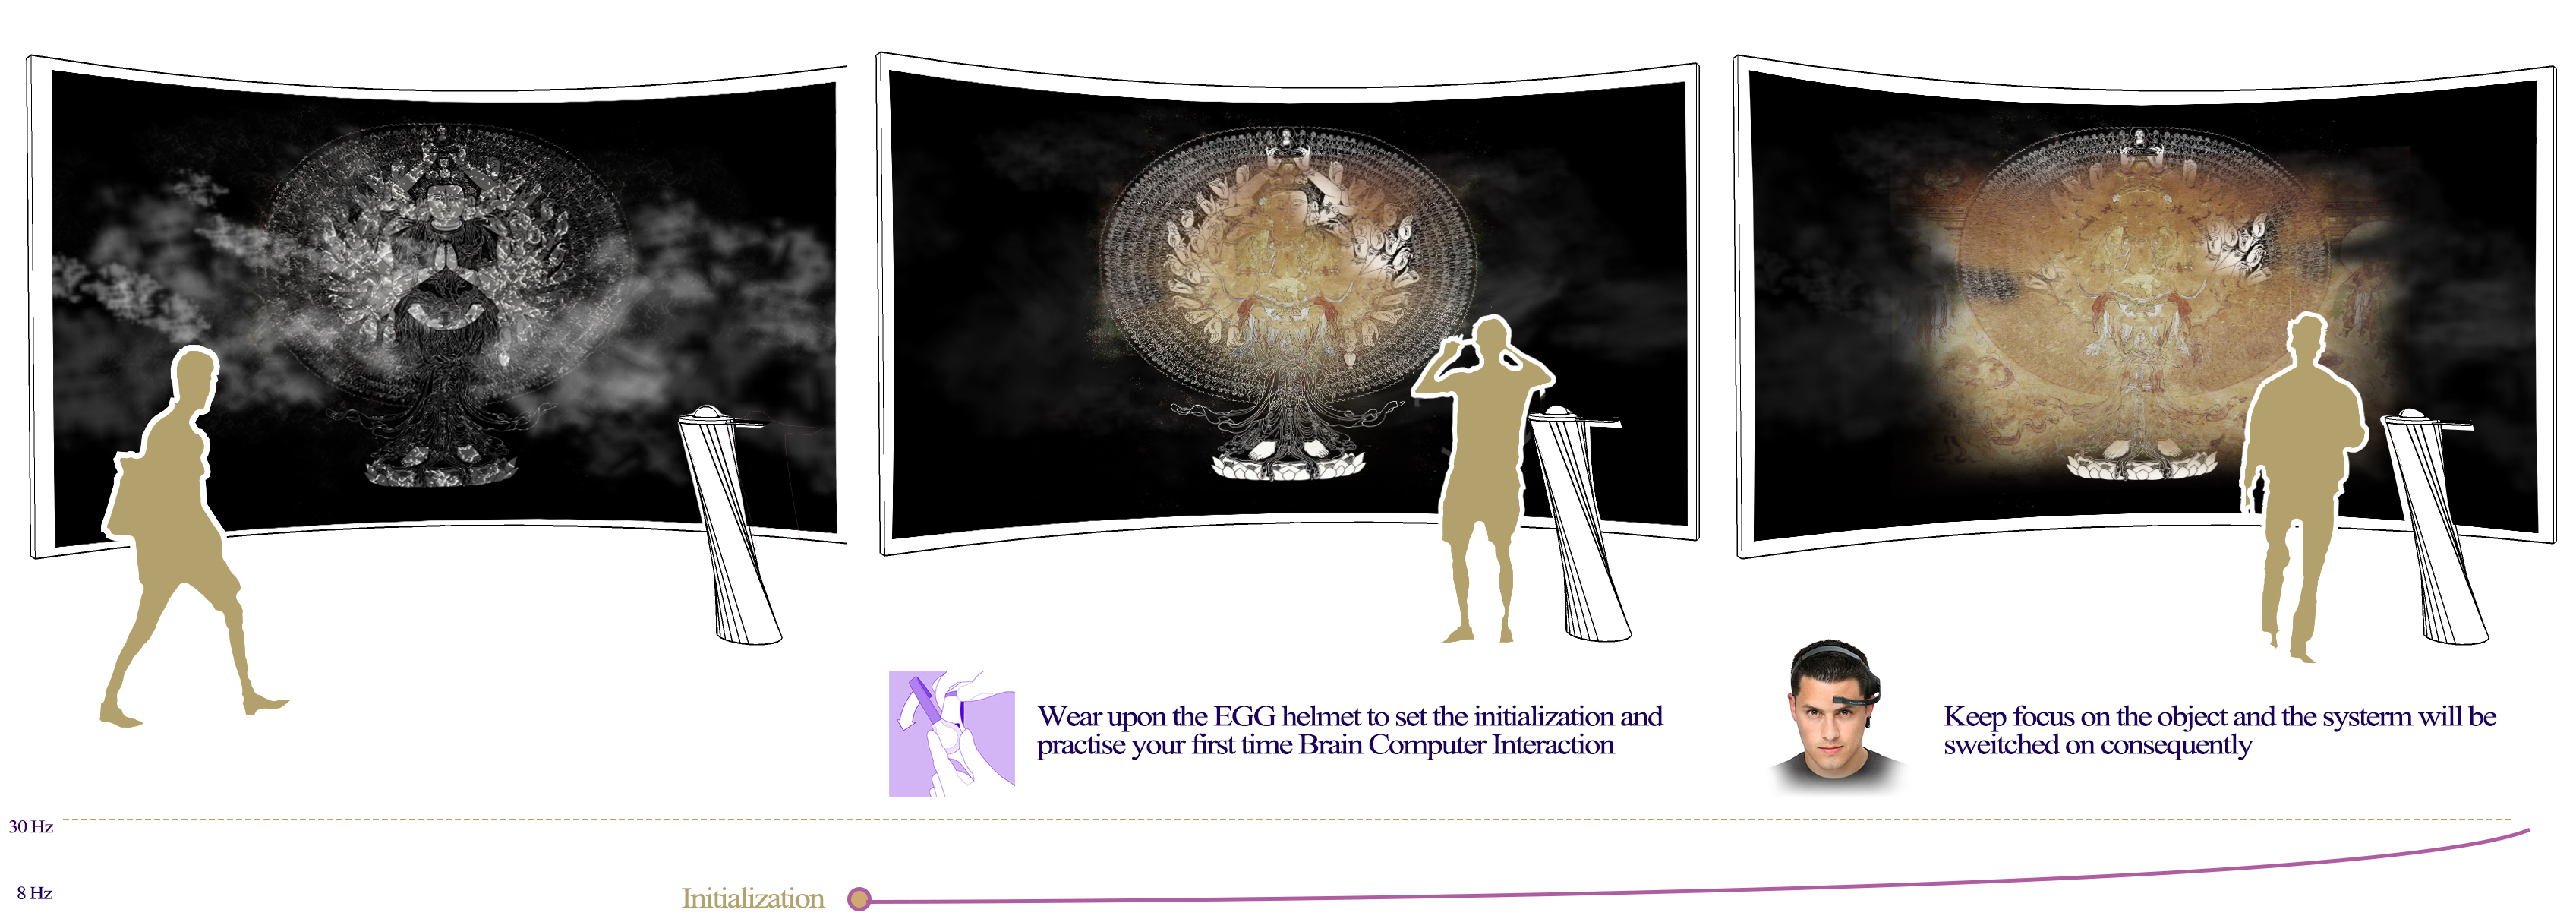 Wear upon the EGG helmet to set the initialization and
practise your first time Brain Computer Interaction
Keep focus on the object and the systerm will be
sweitched on consequently
30 Hz
8 Hz
Initialization